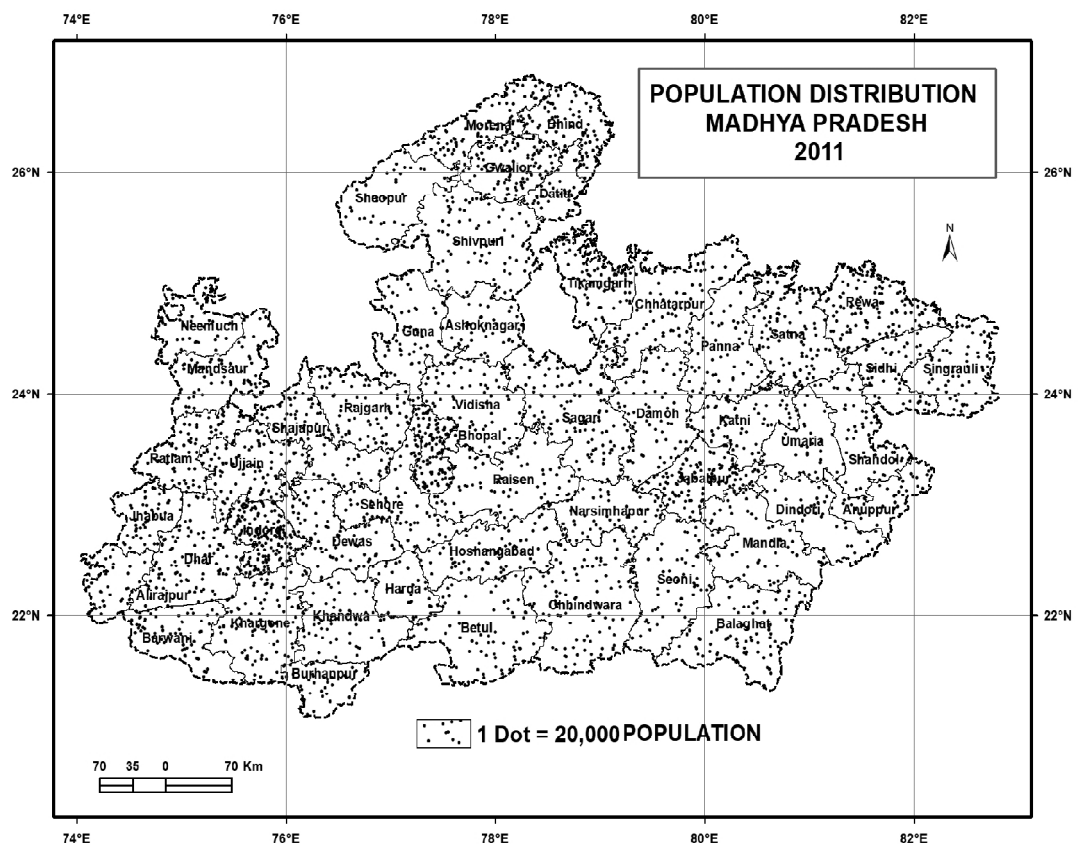 74°E 76°E 78°E 80°E 82°E
POPULATION DISTRIBUTION
MADHYA PRADESH
2011
26°N 26°N
24°N 24°N
22°N 22°N
N
Morena
Bhind
Gwalior
Datia
Sheopur
Shivpuri
Tikamgarh
Chhatarpur
Rewa
Neemuch
Guna
Ashoknagar
Panna
Satna
Sidhi
Singrauli
Mandsaur
Rajgarh
Vidisha
Sagar
Damoh
Katni
Shajapur
Bhopal
Umaria
Ratlam
Ujjain
Raisen
Jabalpur
Shahdol
Jhabua
Indore
Sehore
Narsimhapur
Dindori
Anuppur
Dewas
Hoshangabad
Mandla
Dhar
Alirajpur
Harda
Chhindwara
Seoni
Barwani
Khargone
Khandwa
Betul
Balaghat
Burhanpur
1 Dot = 20,000 POPULATION
70 35 0 70 Km
74°E 76°E 78°E 80°E 82°E